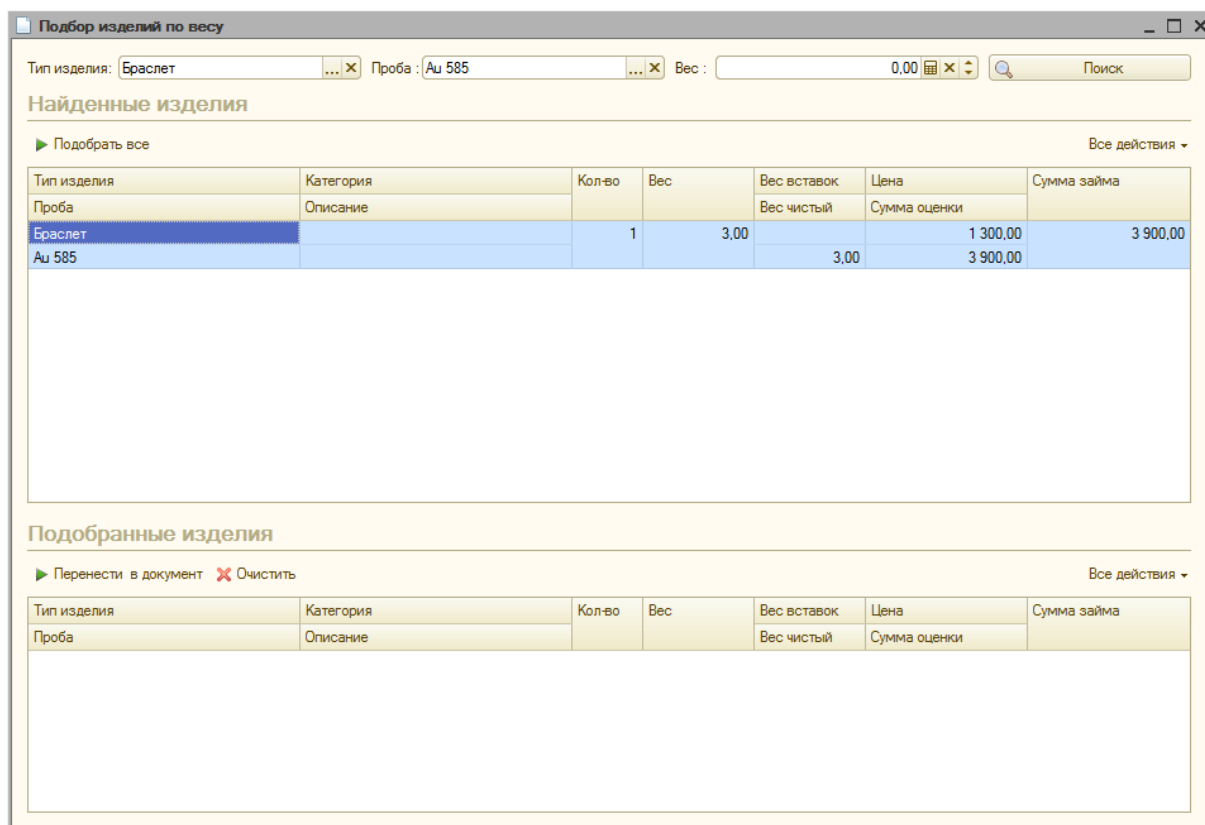 Подбор изделий по весу
Тип изделия: Браслет ... Проба : Au 585 ... Вес : 0,00 Поиск
Найденные изделия
Подобрать все Все действия
Тип изделия Категория Кол-во Вес Вес вставок Цена Сумма займа
Проба Описание Вес чистый Сумма оценки
Браслет 1 3,00 1 300,00 3 900,00
Au 585 3,00 3 900,00
Подобранные изделия
Перенести в документ Очистить Все действия
Тип изделия Категория Кол-во Вес Вес вставок Цена Сумма займа
Проба Описание Вес чистый Сумма оценки